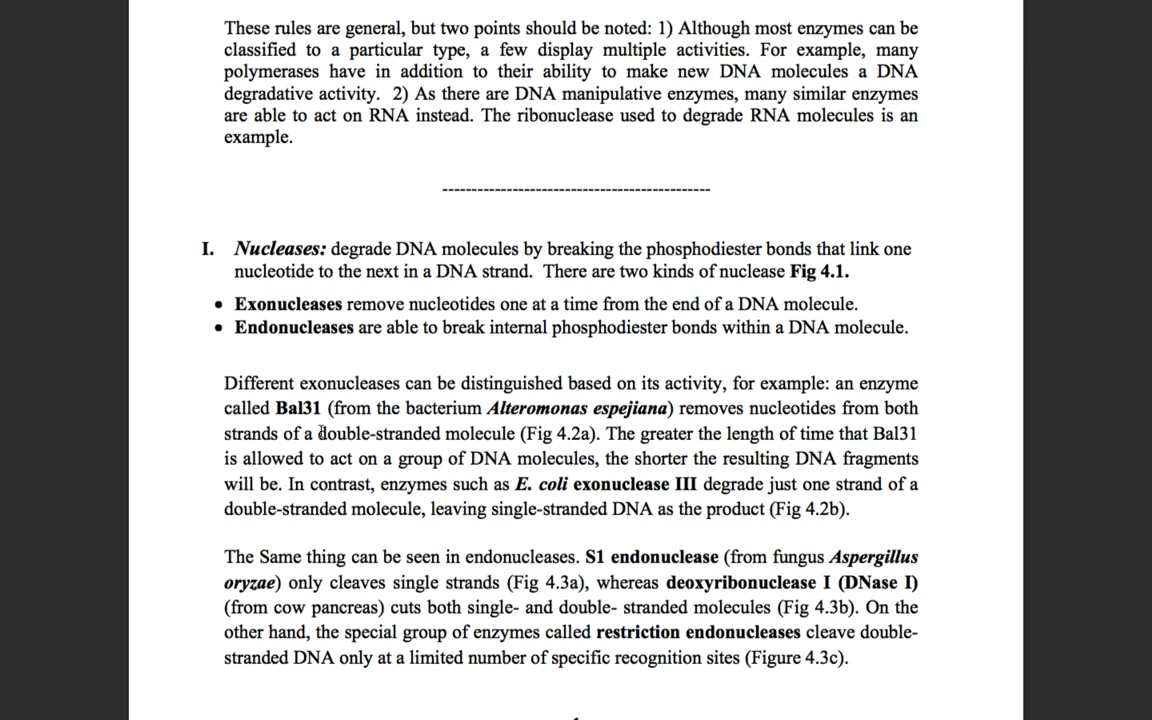 These rules are general, but two points should be noted: 1) Although most enzymes can be
classified to a particular type, a few display multiple activities. For example, many
polymerases have in addition to their ability to make new DNA molecules a DNA
degradative activity. 2) As there are DNA manipulative enzymes, many similar enzymes
are able to act on RNA instead. The ribonuclease used to degrade RNA molecules is an
example.
-----------------------------------------------
I. Nucleases: degrade DNA molecules by breaking the phosphodiester bonds that link one
nucleotide to the next in a DNA strand. There are two kinds of nuclease Fig 4.1.
• Exonucleases remove nucleotides one at a time from the end of a DNA molecule.
• Endonucleases are able to break internal phosphodiester bonds within a DNA molecule.
Different exonucleases can be distinguished based on its activity, for example: an enzyme
called Bal31 (from the bacterium Alteromonas espejiana) removes nucleotides from both
strands of a double-stranded molecule (Fig 4.2a). The greater the length of time that Bal31
is allowed to act on a group of DNA molecules, the shorter the resulting DNA fragments
will be. In contrast, enzymes such as E. coli exonuclease III degrade just one strand of a
double-stranded molecule, leaving single-stranded DNA as the product (Fig 4.2b).
The Same thing can be seen in endonucleases. S1 endonuclease (from fungus Aspergillus
oryzae) only cleaves single strands (Fig 4.3a), whereas deoxyribonuclease I (DNase I)
(from cow pancreas) cuts both single- and double- stranded molecules (Fig 4.3b). On the
other hand, the special group of enzymes called restriction endonucleases cleave double-
stranded DNA only at a limited number of specific recognition sites (Figure 4.3c).